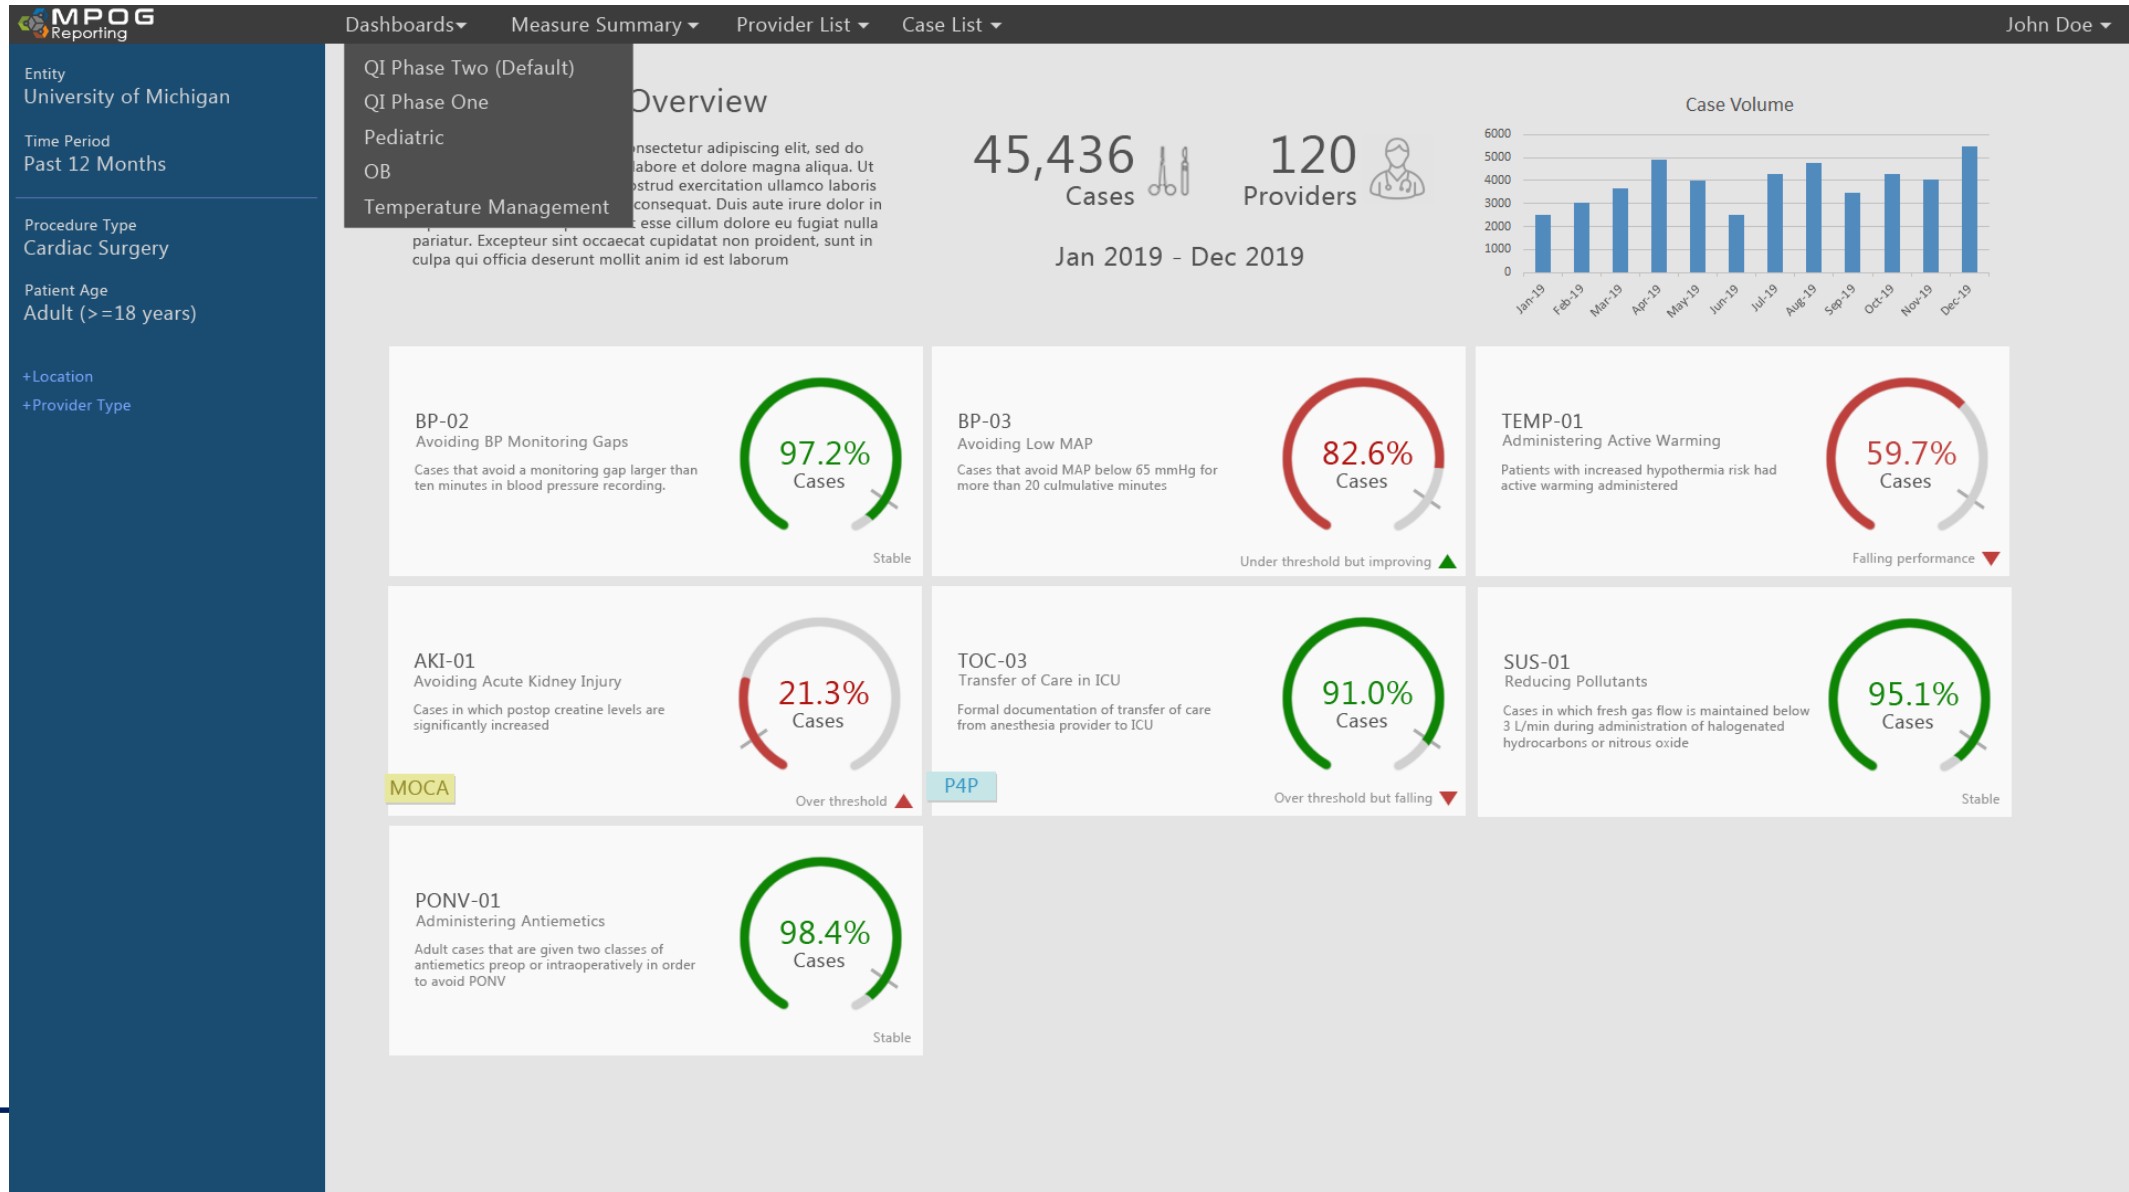 MPOG
Reporting
Dashboards
Measure Summary
Provider List
Case List
John Doe
Entity
University of Michigan
Time Period
Past 12 Months
Procedure Type
Cardiac Surgery
Patient Age
Adult (>=18 years)
+Location
+Provider Type
QI Phase Two (Default)
QI Phase One
Pediatric
OB
Temperature Management
Overview
adipiscing elit, sed do
et dolore magna aliqua. Ut
exercitation ullamco laboris
consequat. Duis aute irure dolor in
esse cillum dolore eu fugiat nulla
pariatur. Excepteur sint occaecat cupidatat non proident, sunt in
culpa qui officia deserunt mollit anim id est laborum
45,436
Cases
120
Providers
Jan 2019 - Dec 2019
Case Volume
6000
5000
4000
3000
2000
1000
0
Jan-19
Feb-19
Mar-19
Apr-19
May-19
Jun-19
Jul-19
Aug-19
Sep-19
Oct-19
Nov-19
Dec-19
BP-02
Avoiding BP Monitoring Gaps
Cases that avoid a monitoring gap larger than
ten minutes in blood pressure recording.
97.2%
Cases
Stable
BP-03
Avoiding Low MAP
Cases that avoid MAP below 65 mmHg for
more than 20 culmulative minutes
82.6%
Cases
Under threshold but improving
TEMP-01
Administering Active Warming
Patients with increased hypothermia risk had
active warming administered
59.7%
Cases
Falling performance
AKI-01
Avoiding Acute Kidney Injury
Cases in which postop creatine levels are
significantly increased
21.3%
Cases
MOCA
Over threshold
TOC-03
Transfer of Care in ICU
Formal documentation of transfer of care
from anesthesia provider to ICU
91.0%
Cases
P4P
Over threshold but falling
SUS-01
Reducing Pollutants
Cases in which fresh gas flow is maintained below
3 L/min during administration of halogenated
hydrocarbons or nitrous oxide
95.1%
Cases
Stable
PONV-01
Administering Antiemetics
Adult cases that are given two classes of
antiemetics preop or intraoperatively in order
to avoid PONV
98.4%
Cases
Stable